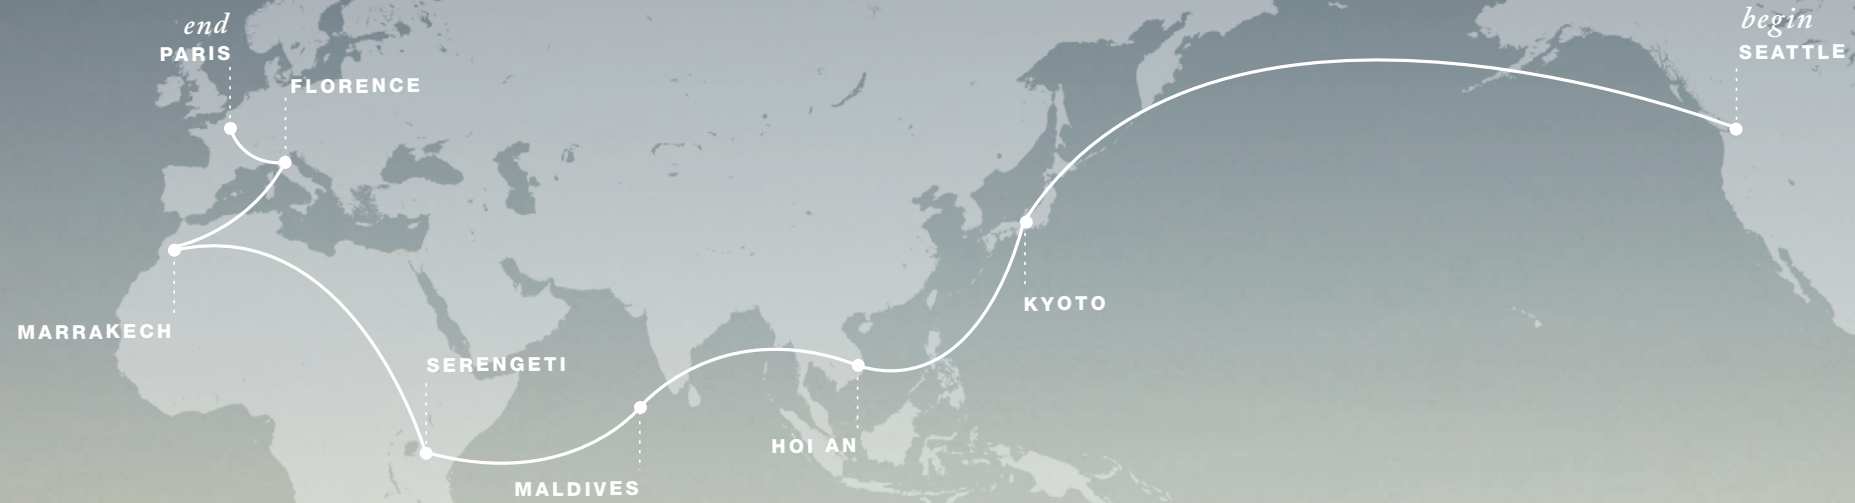 end
PARIS
FLORENCE
begin
SEATTLE
KYOTO
MARRAKECH
SERENGETI
HOI AN
MALDIVES